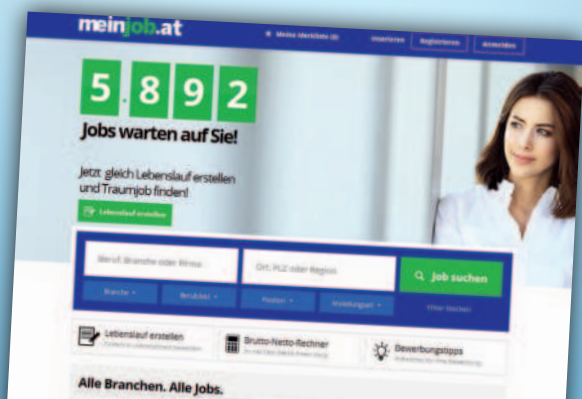 meinjob.at
★ Meine Merkliste (0) Inserieren Registrieren Anmelden
5.892
Jobs warten auf Sie!
Jetzt gleich Lebenslauf erstellen
und Traumjob finden!
Lebenslauf erstellen
Beruf, Branche oder Firma Ort, PLZ oder Region Job suchen
Branche Berufsfeld Position Anstellungsart
Lebenslauf erstellen Brutto-Netto-Rechner Bewerbungstipps
Alle Branchen. Alle Jobs.